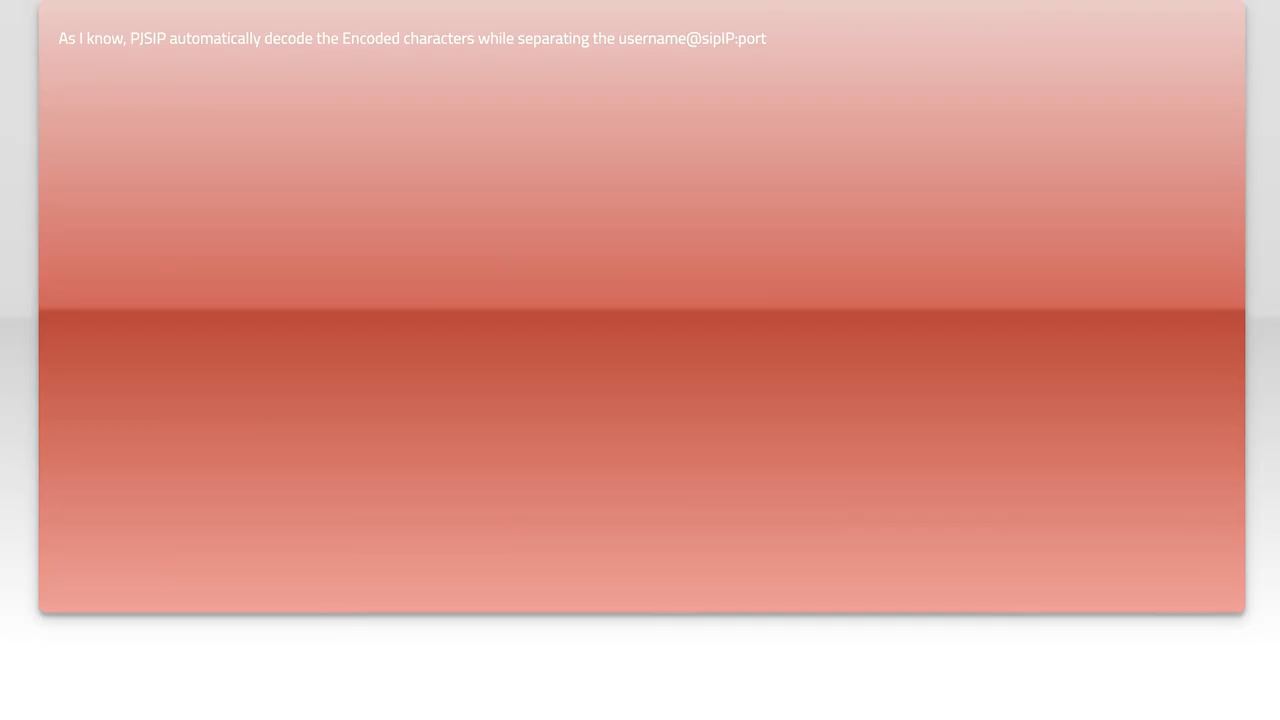 As I know, PJSIP automatically decode the Encoded characters while separating the username@sipIP:port